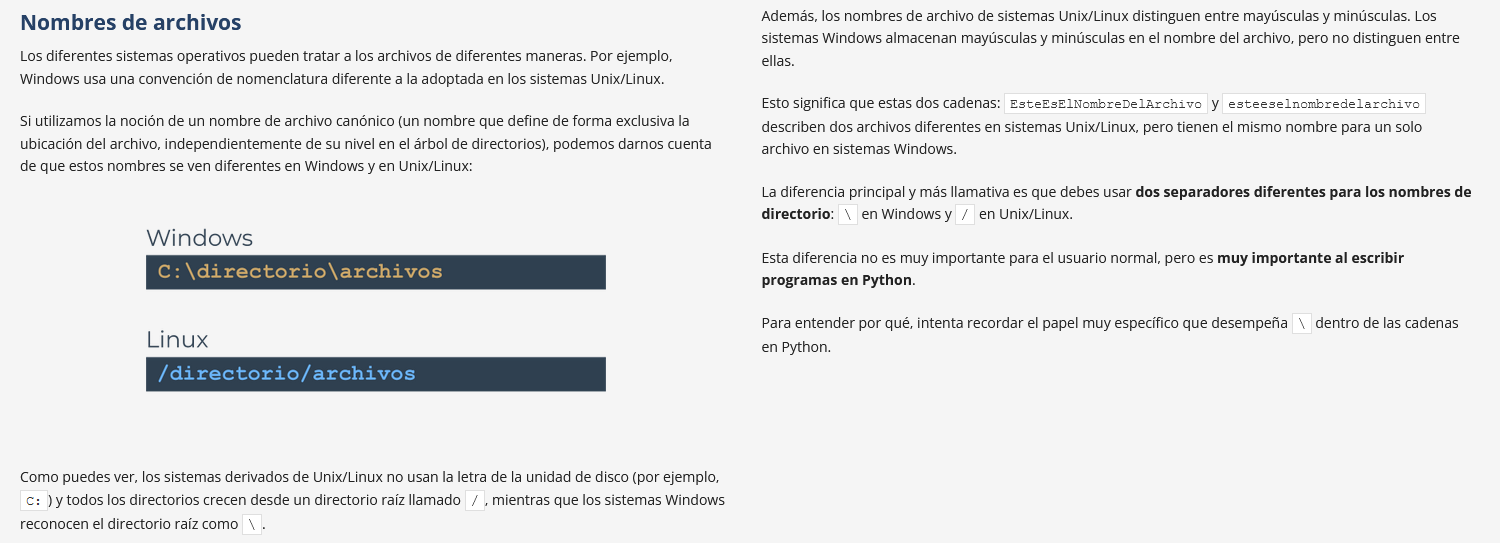 Nombres de archivos
Los diferentes sistemas operativos pueden tratar a los archivos de diferentes maneras. Por ejemplo,
Windows usa una convención de nomenclatura diferente a la adoptada en los sistemas Unix/Linux.
Si utilizamos la noción de un nombre de archivo canónico (un nombre que define de forma exclusiva la
ubicación del archivo, independientemente de su nivel en el árbol de directorios), podemos darnos cuenta
de que estos nombres se ven diferentes en Windows y en Unix/Linux:
Windows
C:\directorio\archivos
Linux
/directorio/archivos
Como puedes ver, los sistemas derivados de Unix/Linux no usan la letra de la unidad de disco (por ejemplo,
C:) y todos los directorios crecen desde un directorio raíz llamado /, mientras que los sistemas Windows
reconocen el directorio raíz como \.
Además, los nombres de archivo de sistemas Unix/Linux distinguen entre mayúsculas y minúsculas. Los
sistemas Windows almacenan mayúsculas y minúsculas en el nombre del archivo, pero no distinguen entre
ellas.
Esto significa que estas dos cadenas: EsteEsElNombreDelArchivo y esteeselnombredelarchivo
describen dos archivos diferentes en sistemas Unix/Linux, pero tienen el mismo nombre para un solo
archivo en sistemas Windows.
La diferencia principal y más llamativa es que debes usar dos separadores diferentes para los nombres de
directorio: \ en Windows y / en Unix/Linux.
Esta diferencia no es muy importante para el usuario normal, pero es muy importante al escribir
programas en Python.
Para entender por qué, intenta recordar el papel muy específico que desempeña \ dentro de las cadenas
en Python.